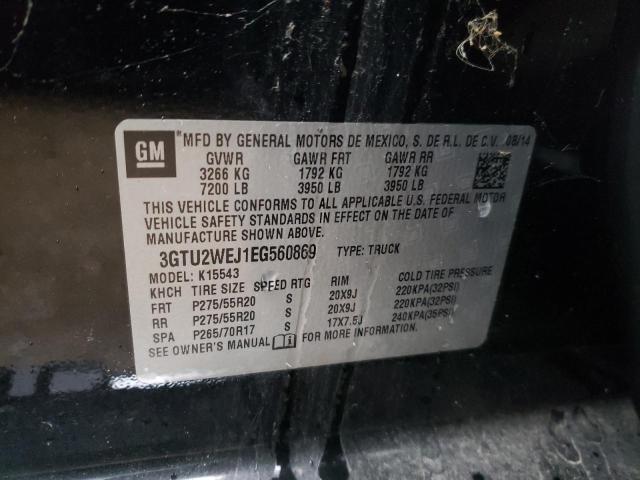 GM
*MFD BY GENERAL MOTORS DE MEXICO, S. DE R.L. DE C.V. 08/14
GVWR GAWR FRT GAWR RR
3266 KG 1792 KG 1792 KG
7200 LB 3950 LB 3950 LB
THIS VEHICLE CONFORMS TO ALL APPLICABLE U.S. FEDERAL MOTOR
VEHICLE SAFETY STANDARDS IN EFFECT ON THE DATE OF
MANUFACTURE SHOWN ABOVE.
3GTU2WEJ1EG560869 TYPE: TRUCK
MODEL: K15543
KHCH TIRE SIZE SPEED RTG RIM COLD TIRE PRESSURE
FRT P275/55R20 S 20X9J 220KPA(32PSI)
RR P275/55R20 S 20X9J 220KPA(32PSI)
SPA P265/70R17 S 17X7.5J 240KPA(35PSI)
SEE OWNER'S MANUAL FOR MORE INFORMATION.